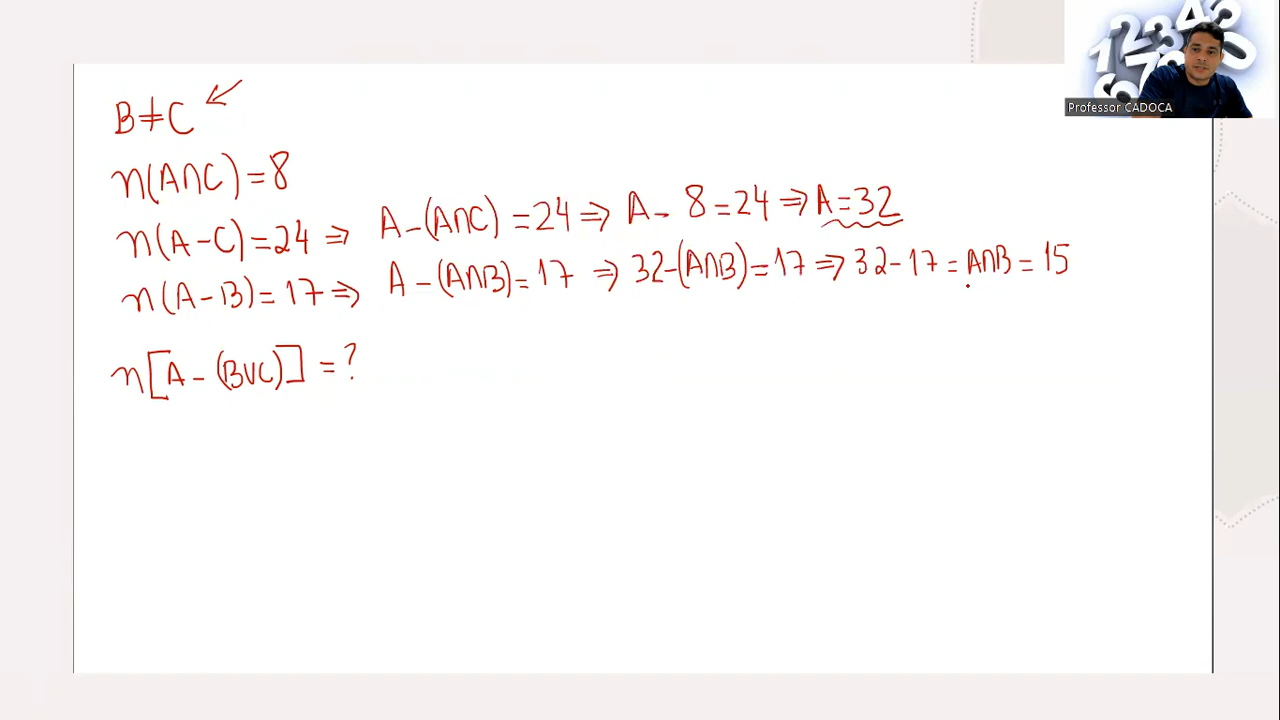 B≠C
n(A∩C)=8
n(A-C)=24 ⇒ A-(A∩C)=24 ⇒ A-8=24 ⇒ A=32
n(A-B)=17 ⇒ A-(A∩B)=17 ⇒ 32-(A∩B)=17 ⇒ 32-17=A∩B=15
n[A-(B∪C)]=?
Professor CADOCA